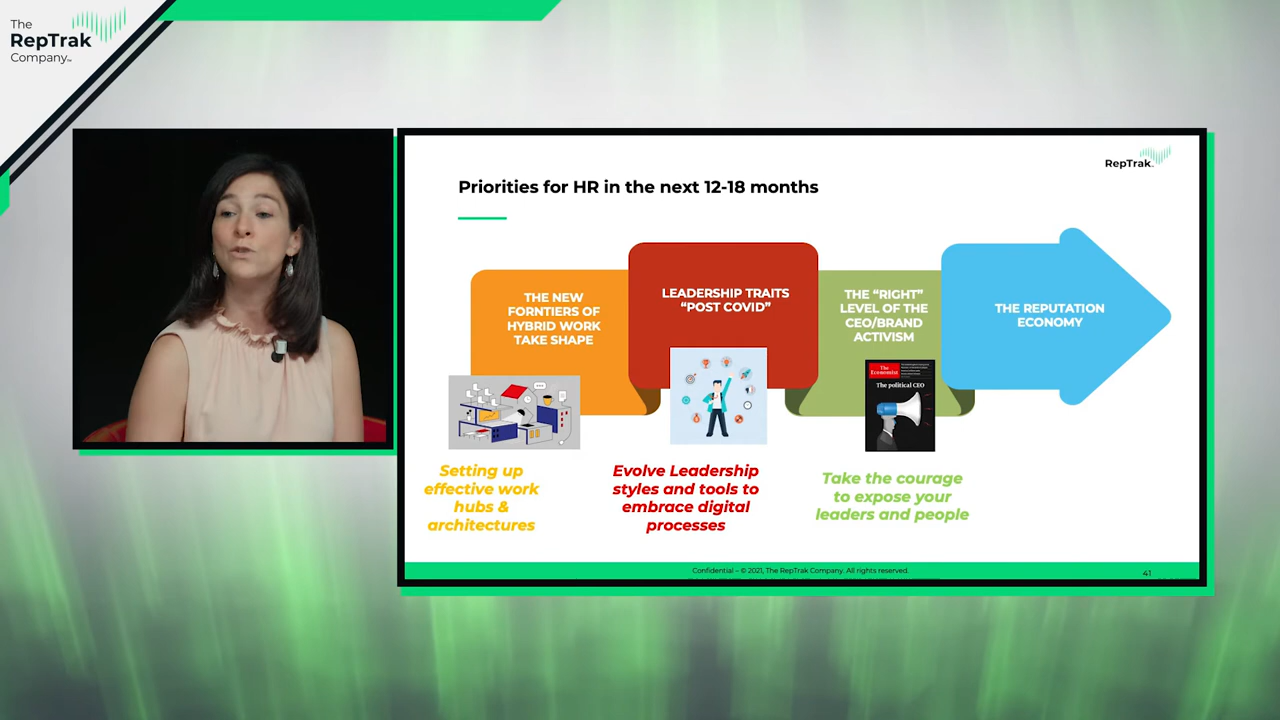 The
RepTrak
Company™
RepTrak™
Priorities for HR in the next 12-18 months
THE NEW
FORNTIERS OF
HYBRID WORK
TAKE SHAPE
LEADERSHIP TRAITS
“POST COVID”
THE “RIGHT”
LEVEL OF THE
CEO/BRAND
ACTIVISM
THE REPUTATION
ECONOMY
The
Economist
The political CEO
Setting up
effective work
hubs &
architectures
Evolve Leadership
styles and tools to
embrace digital
processes
Take the courage
to expose your
leaders and people
Confidential – © 2021, The RepTrak Company. All rights reserved.
41